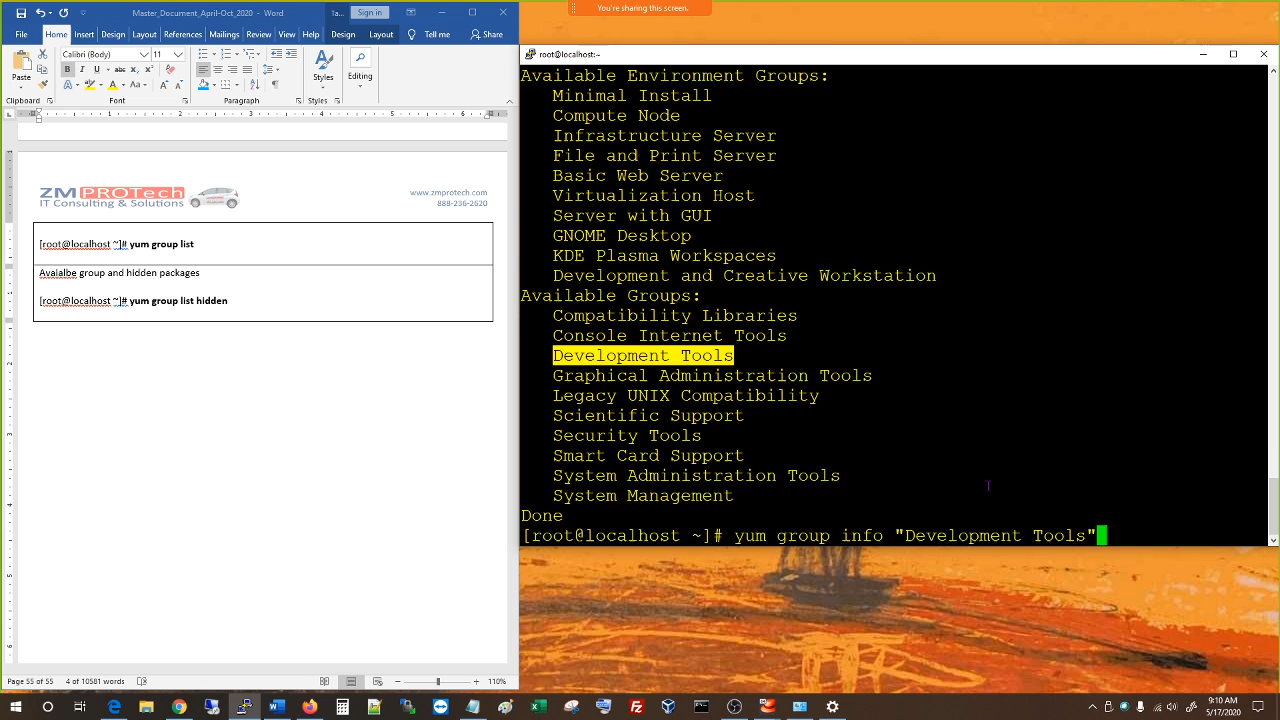 Master_Document_April-Oct_2020 - Word
Ta...
Sign in
File
Home
Insert
Design
Layout
References
Mailings
Review
View
Help
Design
Layout
Tell me
Share
Paste
Calibri (Body)
11
Styles
Editing
Clipboard
Font
Paragraph
Styles
ZM PROTech
IT Consulting & Solutions
www.zmprotech.com
888-236-2620
[root@localhost ~]# yum group list
Avaialbe group and hidden packages
[root@localhost ~]# yum group list hidden
Page 55 of 55
4 of 10581 words
110%
You're sharing this screen.
root@localhost:~
Available Environment Groups:
Minimal Install
Compute Node
Infrastructure Server
File and Print Server
Basic Web Server
Virtualization Host
Server with GUI
GNOME Desktop
KDE Plasma Workspaces
Development and Creative Workstation
Available Groups:
Compatibility Libraries
Console Internet Tools
Development Tools
Graphical Administration Tools
Legacy UNIX Compatibility
Scientific Support
Security Tools
Smart Card Support
System Administration Tools
System Management
Done
[root@localhost ~]# yum group info "Development Tools"
9:10 AM
5/17/2020